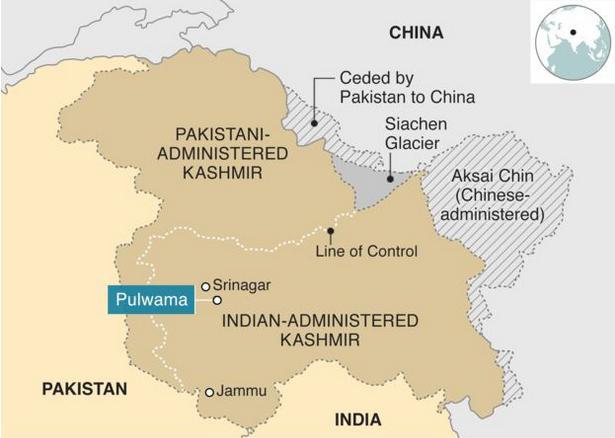 CHINA
Ceded by
Pakistan to China
Siachen
Glacier
PAKISTANI-
ADMINISTERED
KASHMIR
Aksai Chin
(Chinese-
administered)
Line of Control
Srinagar
Pulwama
INDIAN-ADMINISTERED
KASHMIR
PAKISTAN
Jammu
INDIA